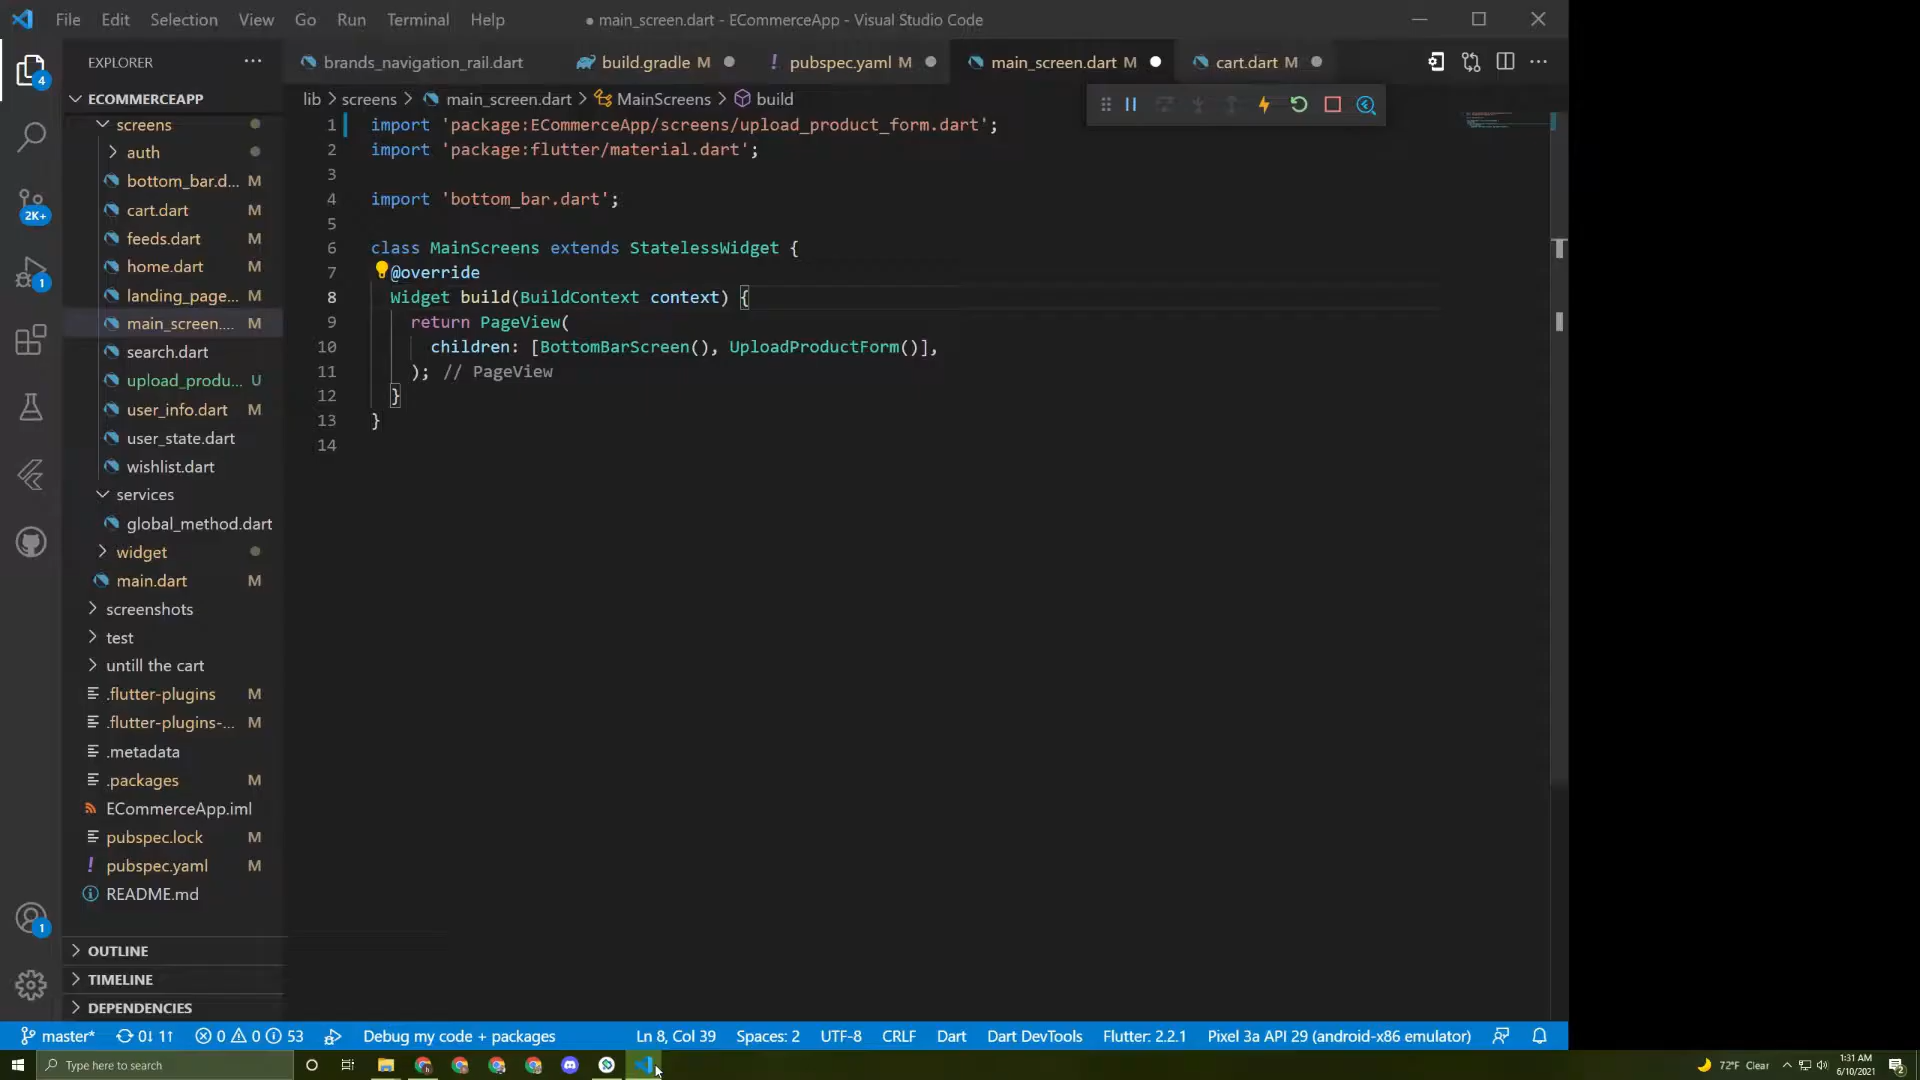 File Edit Selection View Go Run Terminal Help
● main_screen.dart - ECommerceApp - Visual Studio Code
EXPLORER
brands_navigation_rail.dart
build.gradle M
! pubspec.yaml M
main_screen.dart M
cart.dart M
lib > screens > main_screen.dart > MainScreens > build
4
2K+
1
1
ECOMMERCEAPP
screens
auth
bottom_bar.d... M
cart.dart M
feeds.dart M
home.dart M
landing_page... M
main_screen.... M
search.dart
upload_produ... U
user_info.dart M
user_state.dart
wishlist.dart
services
global_method.dart
widget
main.dart M
screenshots
test
untill the cart
.flutter-plugins M
.flutter-plugins-... M
.metadata
.packages M
ECommerceApp.iml
pubspec.lock M
! pubspec.yaml M
README.md
OUTLINE
TIMELINE
DEPENDENCIES
1 import 'package:ECommerceApp/screens/upload_product_form.dart';
2 import 'package:flutter/material.dart';
3
4 import 'bottom_bar.dart';
5
6 class MainScreens extends StatelessWidget {
7 @override
8 Widget build(BuildContext context) {
9 return PageView(
10 children: [BottomBarScreen(), UploadProductForm()],
11 ); // PageView
12 }
13 }
14
master* 0↓ 1↑ 0 0 53 Debug my code + packages Ln 8, Col 39 Spaces: 2 UTF-8 CRLF Dart Dart DevTools Flutter: 2.2.1 Pixel 3a API 29 (android-x86 emulator)
Type here to search
72°F Clear
1:31 AM
6/10/2021
2